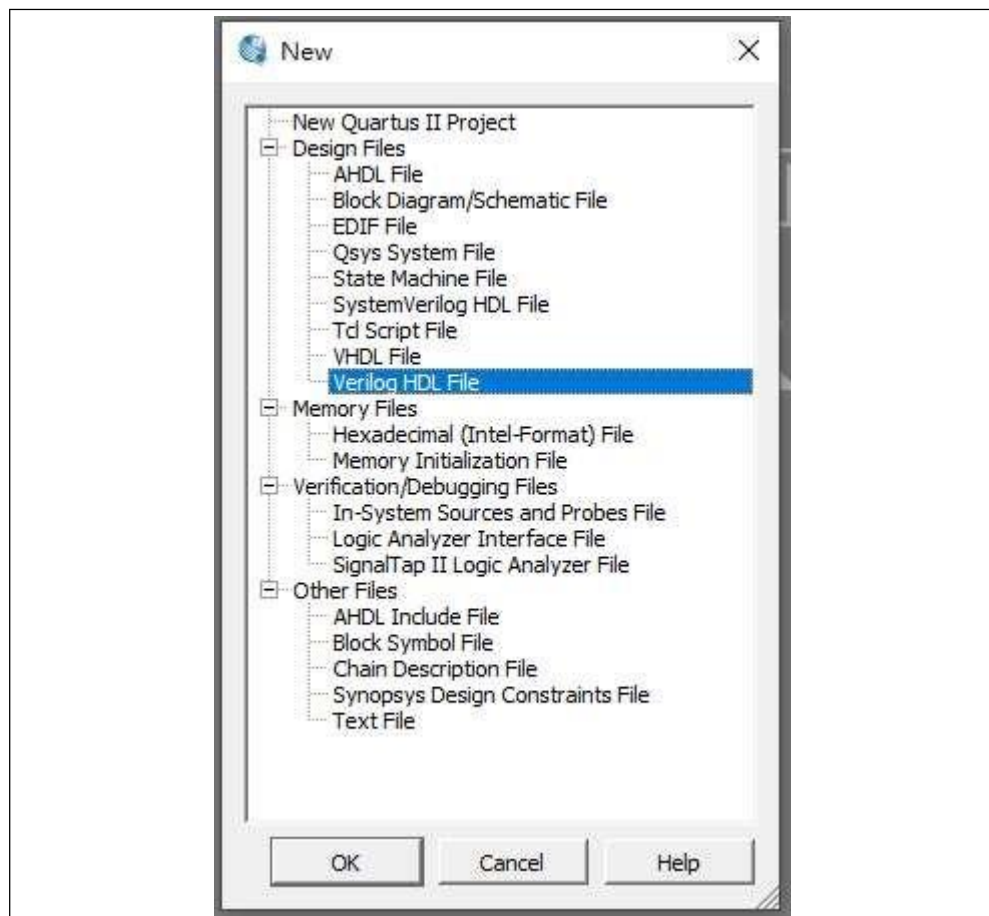 New
New Quartus II Project
Design Files
AHDL File
Block Diagram/Schematic File
EDIF File
Qsys System File
State Machine File
SystemVerilog HDL File
Tcl Script File
VHDL File
Verilog HDL File
Memory Files
Hexadecimal (Intel-Format) File
Memory Initialization File
Verification/Debugging Files
In-System Sources and Probes File
Logic Analyzer Interface File
SignalTap II Logic Analyzer File
Other Files
AHDL Include File
Block Symbol File
Chain Description File
Synopsys Design Constraints File
Text File
OK Cancel Help